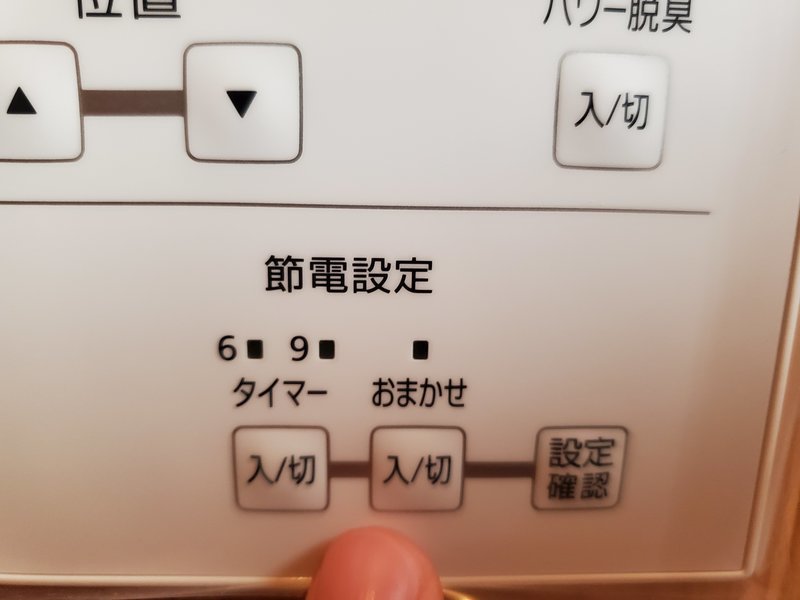 位置
パワー脱臭
▲ ▼
入/切
節電設定
6■ 9■ ■
タイマー おまかせ
入/切 入/切 設定
確認